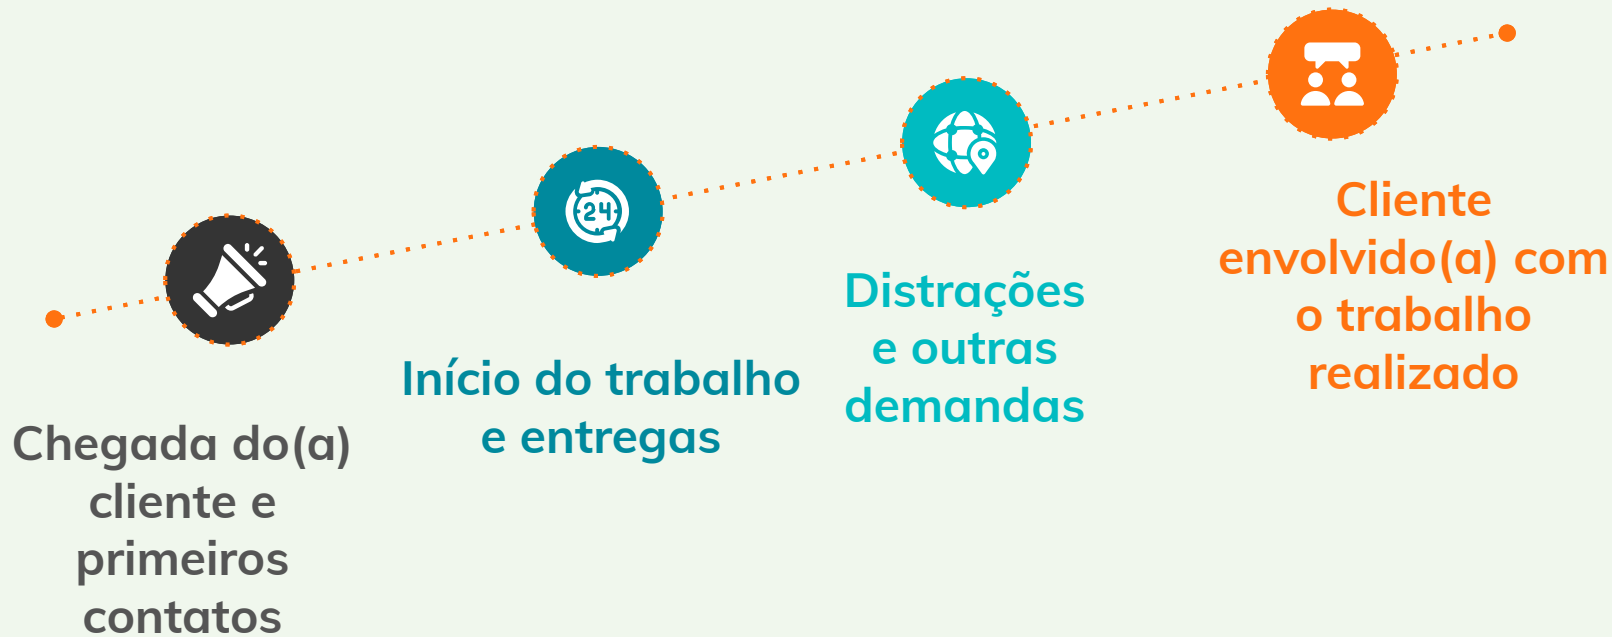 Chegada do(a)
cliente e
primeiros
contatos
24
Início do trabalho
e entregas
Distrações
e outras
demandas
Cliente
envolvido(a) com
o trabalho
realizado